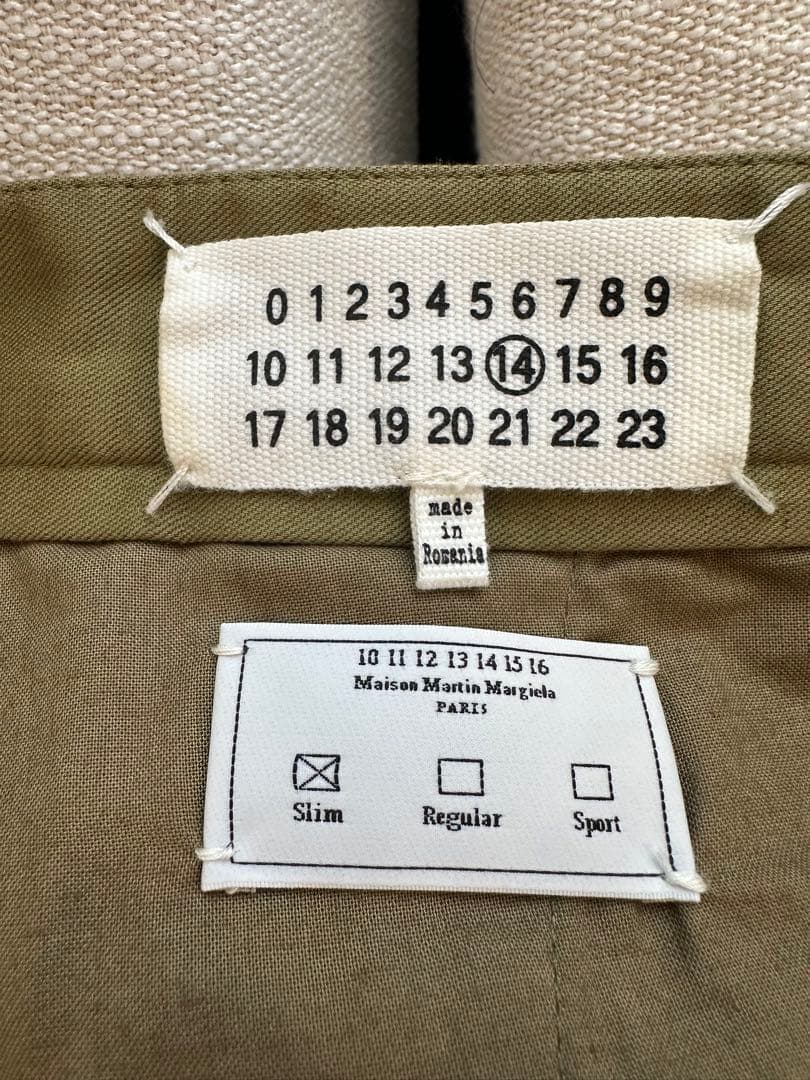 0 1 2 3 4 5 6 7 8 9
10 11 12 13 14 15 16
17 18 19 20 21 22 23
made
in
Romania
10 11 12 13 14 15 16
Maison Martin Margiela
PARIS
Slim Regular Sport